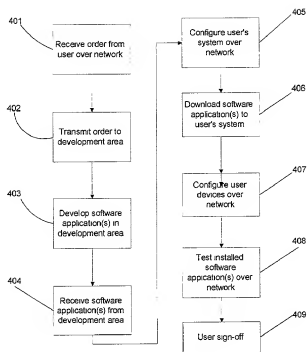 401
Receive order from
user over network
402
Transmit order to
development area
403
Develop software
application(s) in
development area
404
Receive software
application(s) from
development area
405
Configure user's
system over
network
406
Download software
application(s) to
user's system
407
Configure user
devices over
network
408
Test installed
software
appication(s) over
network
409
User sign-off